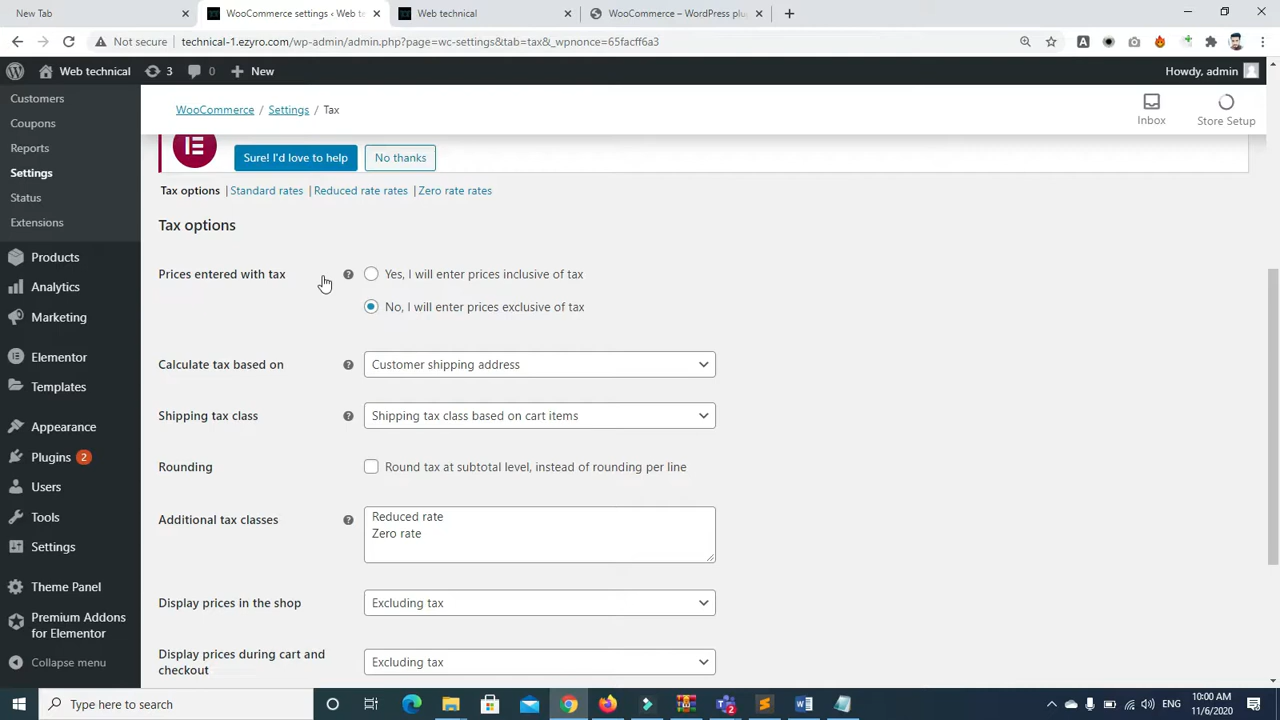 New Tab
WooCommerce settings ‹ Web te
Web technical
WooCommerce – WordPress plu
Not secure
technical-1.ezyro.com/wp-admin/admin.php?page=wc-settings&tab=tax&_wpnonce=65facff6a3
Web technical
3
0
New
Howdy, admin
Customers
Coupons
Reports
Settings
Status
Extensions
Products
Analytics
Marketing
Elementor
Templates
Appearance
Plugins 2
Users
Tools
Settings
Theme Panel
Premium Addons
for Elementor
Collapse menu
WooCommerce / Settings / Tax
Inbox
Store Setup
Sure! I'd love to help
No thanks
Tax options | Standard rates | Reduced rate rates | Zero rate rates
Tax options
Prices entered with tax
Yes, I will enter prices inclusive of tax
No, I will enter prices exclusive of tax
Calculate tax based on
Customer shipping address
Shipping tax class
Shipping tax class based on cart items
Rounding
Round tax at subtotal level, instead of rounding per line
Additional tax classes
Reduced rate
Zero rate
Display prices in the shop
Excluding tax
Display prices during cart and
checkout
Excluding tax
Type here to search
ENG
10:00 AM
11/6/2020